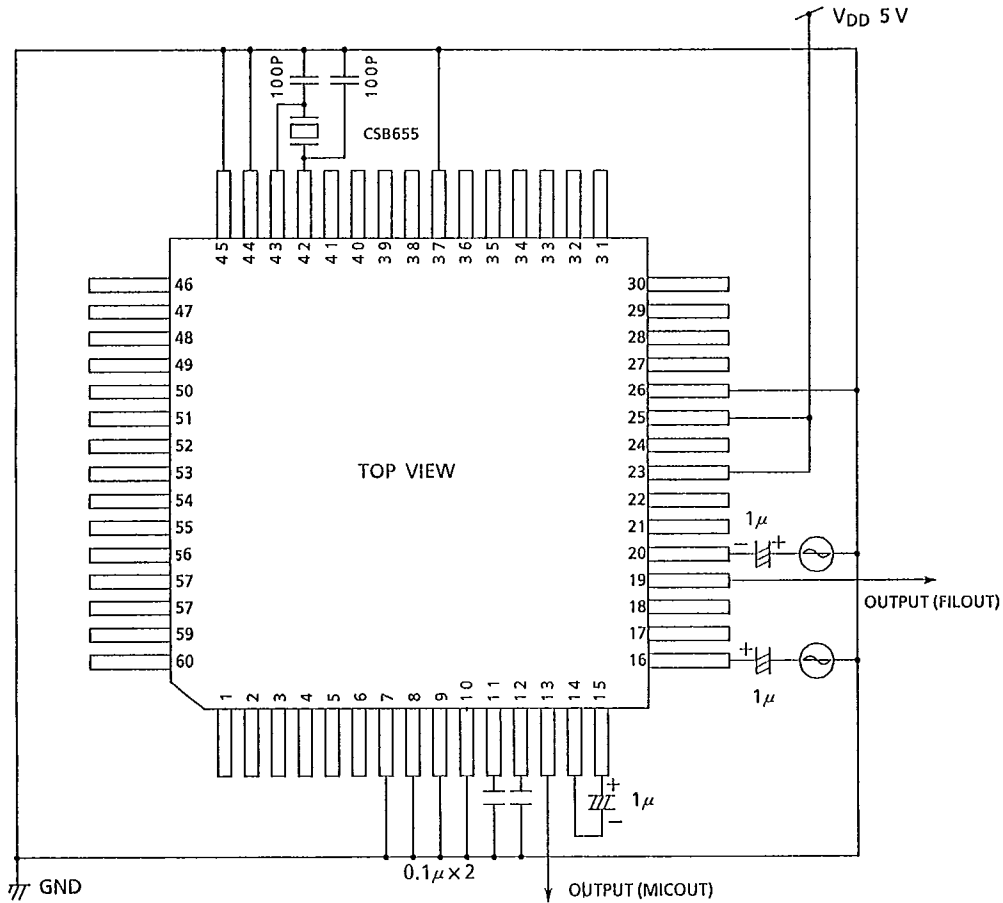 VDD 5 V
100P
100P
CSB655
45 44 43 42 41 40 39 38 37 36 35 34 33 32 31
46
47
48
49
50
51
52
53
54
55
56
57
57
59
60
TOP VIEW
30
29
28
27
26
25
24
23
22
21
20
19
18
17
16
1μ
− +
OUTPUT (FILOUT)
+
1μ
1 2 3 4 5 6 7 8 9 10 11 12 13 14 15
+
1μ
−
0.1μ×2
GND
OUTPUT (MICOUT)